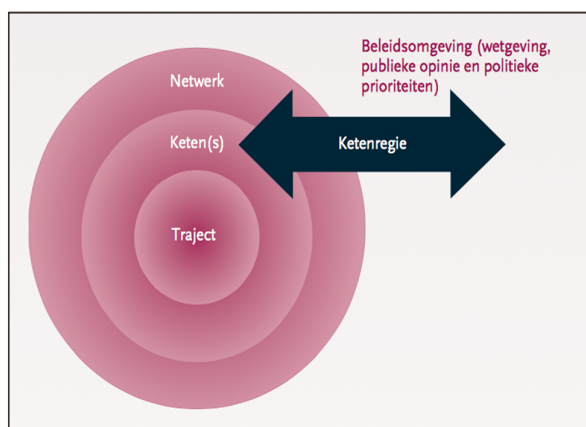 Beleidsomgeving (wetgeving,
publieke opinie en politieke
prioriteiten)
Netwerk
Keten(s)
Ketenregie
Traject